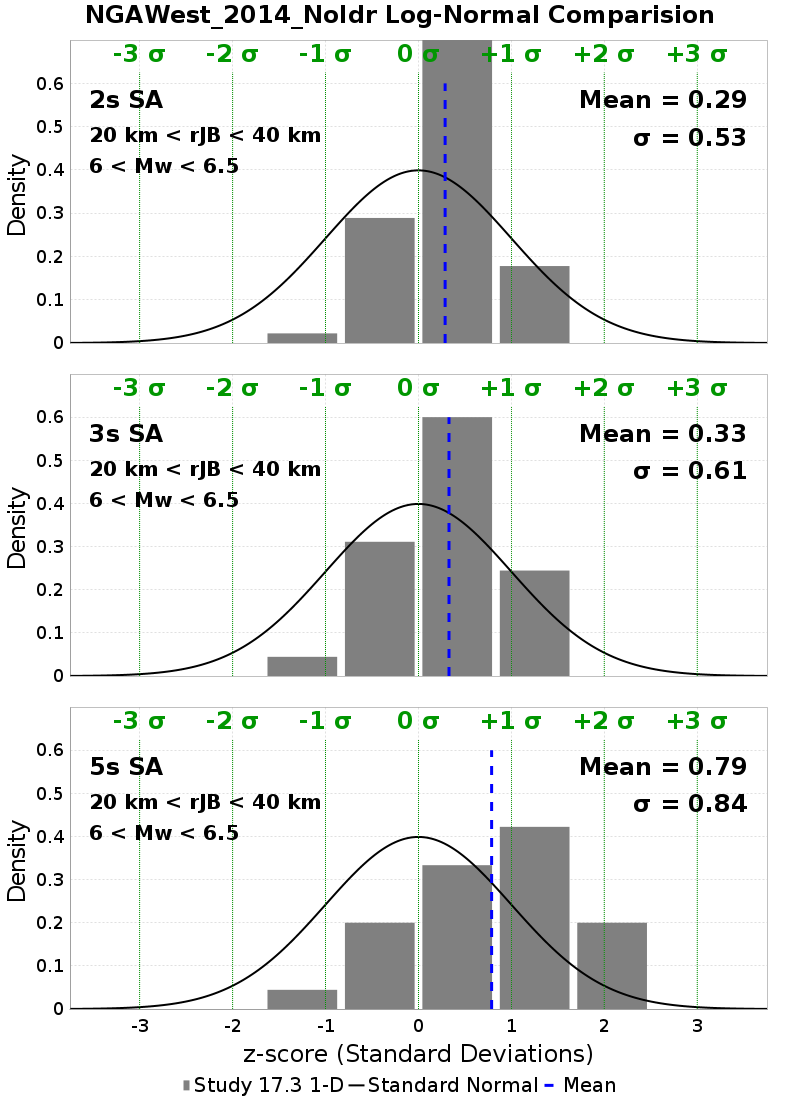 NGAWest_2014_NoIdr Log-Normal Comparision
-3 σ -2 σ -1 σ 0 σ +1 σ +2 σ +3 σ
2s SA
20 km < rJB < 40 km
6 < Mw < 6.5
Mean = 0.29
σ = 0.53
Density
0.6
0.5
0.4
0.3
0.2
0.1
0
-3 σ -2 σ -1 σ 0 σ +1 σ +2 σ +3 σ
3s SA
20 km < rJB < 40 km
6 < Mw < 6.5
Mean = 0.33
σ = 0.61
Density
0.6
0.5
0.4
0.3
0.2
0.1
0
-3 σ -2 σ -1 σ 0 σ +1 σ +2 σ +3 σ
5s SA
20 km < rJB < 40 km
6 < Mw < 6.5
Mean = 0.79
σ = 0.84
Density
0.6
0.5
0.4
0.3
0.2
0.1
0
-3 -2 -1 0 1 2 3
z-score (Standard Deviations)
Study 17.3 1-D Standard Normal Mean